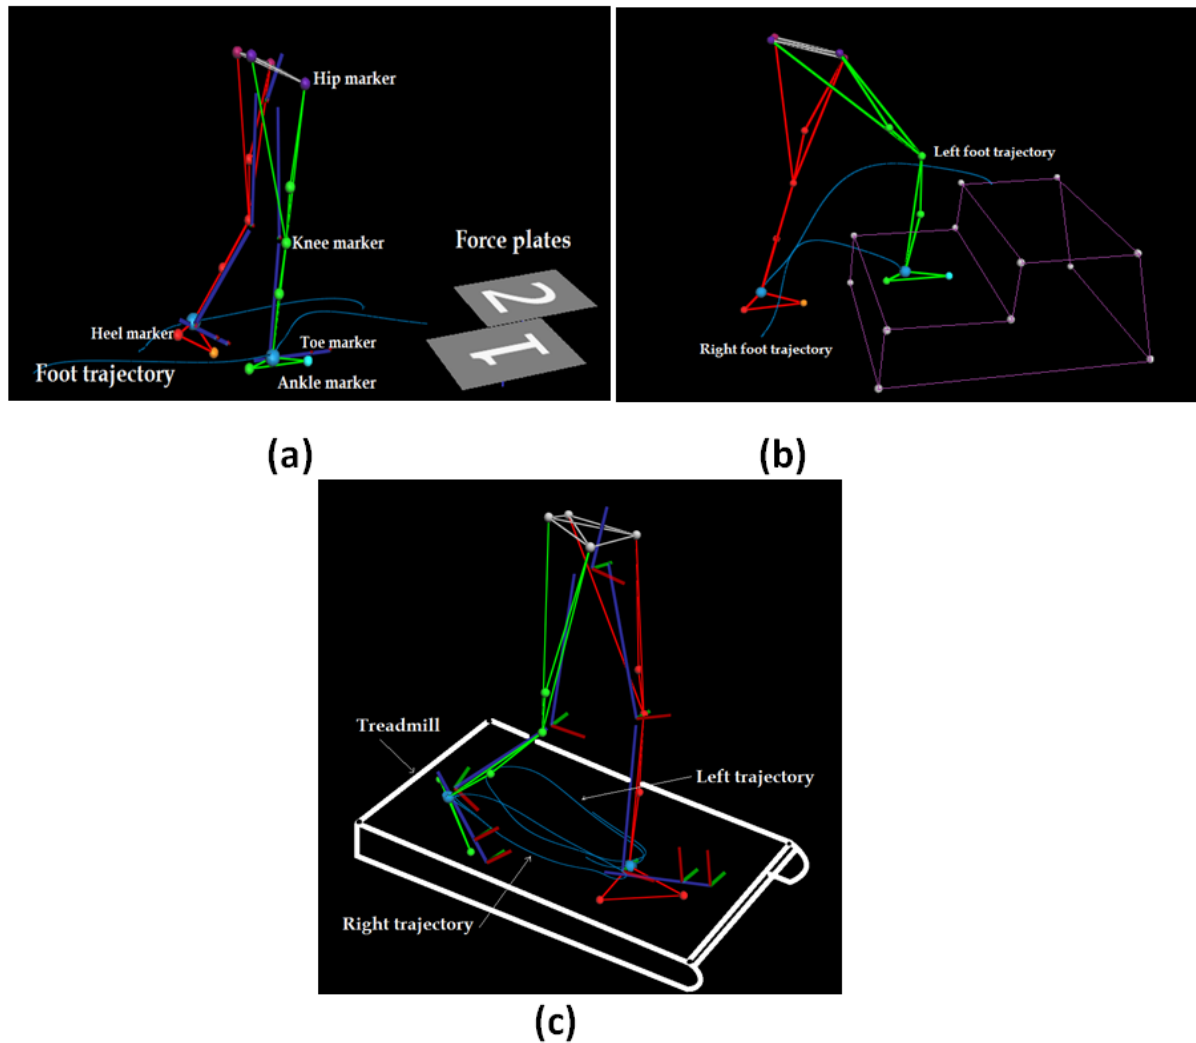 Hip marker
Knee marker
Force plates
2
1
Heel marker
Toe marker
Foot trajectory
Ankle marker
(a)
Left foot trajectory
Right foot trajectory
(b)
Treadmill
Left trajectory
Right trajectory
(c)